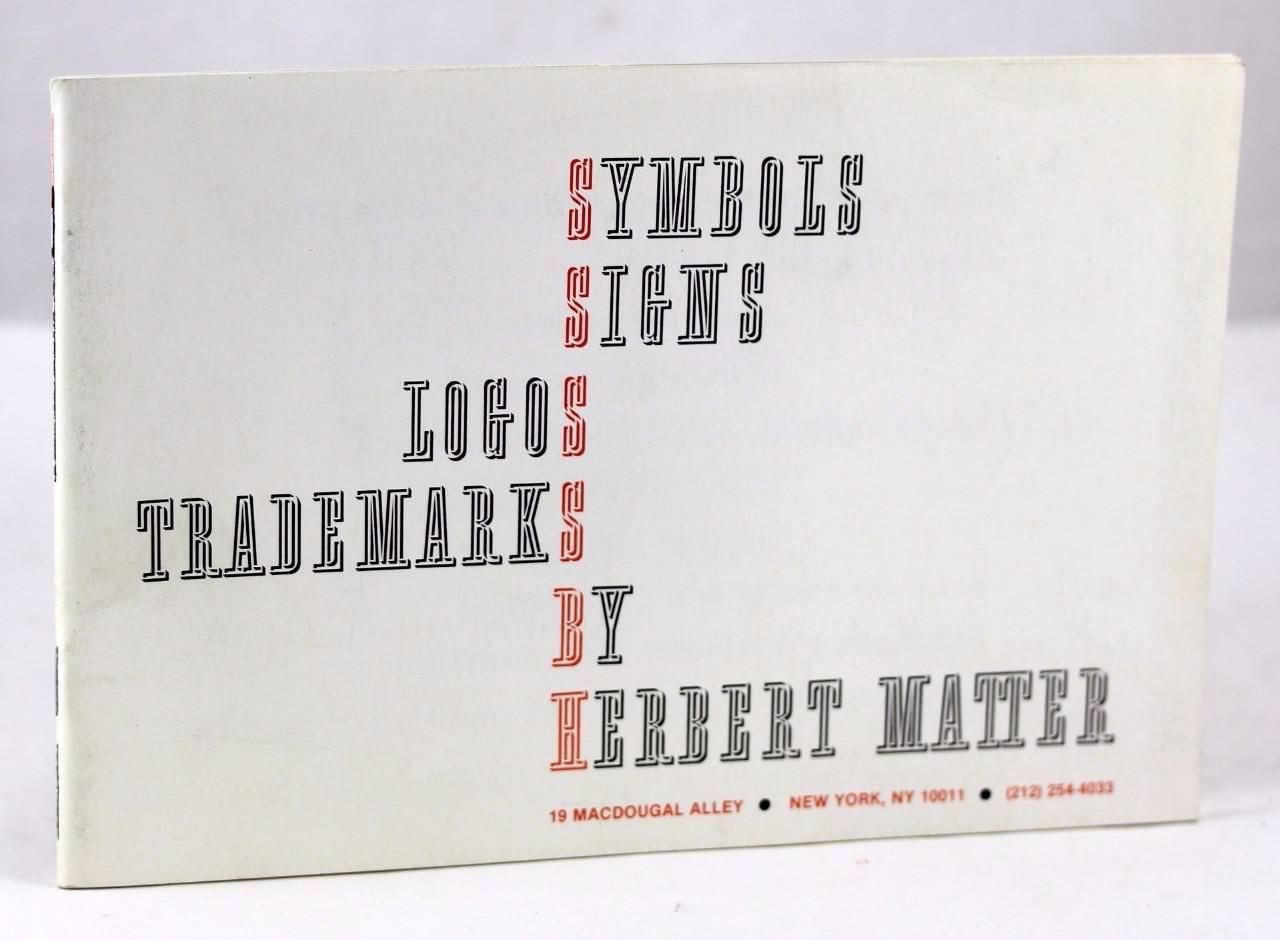 SYMBOLS
SIGNS
LOGOS
TRADEMARKS
BY
HERBERT MATTER
19 MACDOUGAL ALLEY ● NEW YORK, NY 10011 ● (212) 254-4033